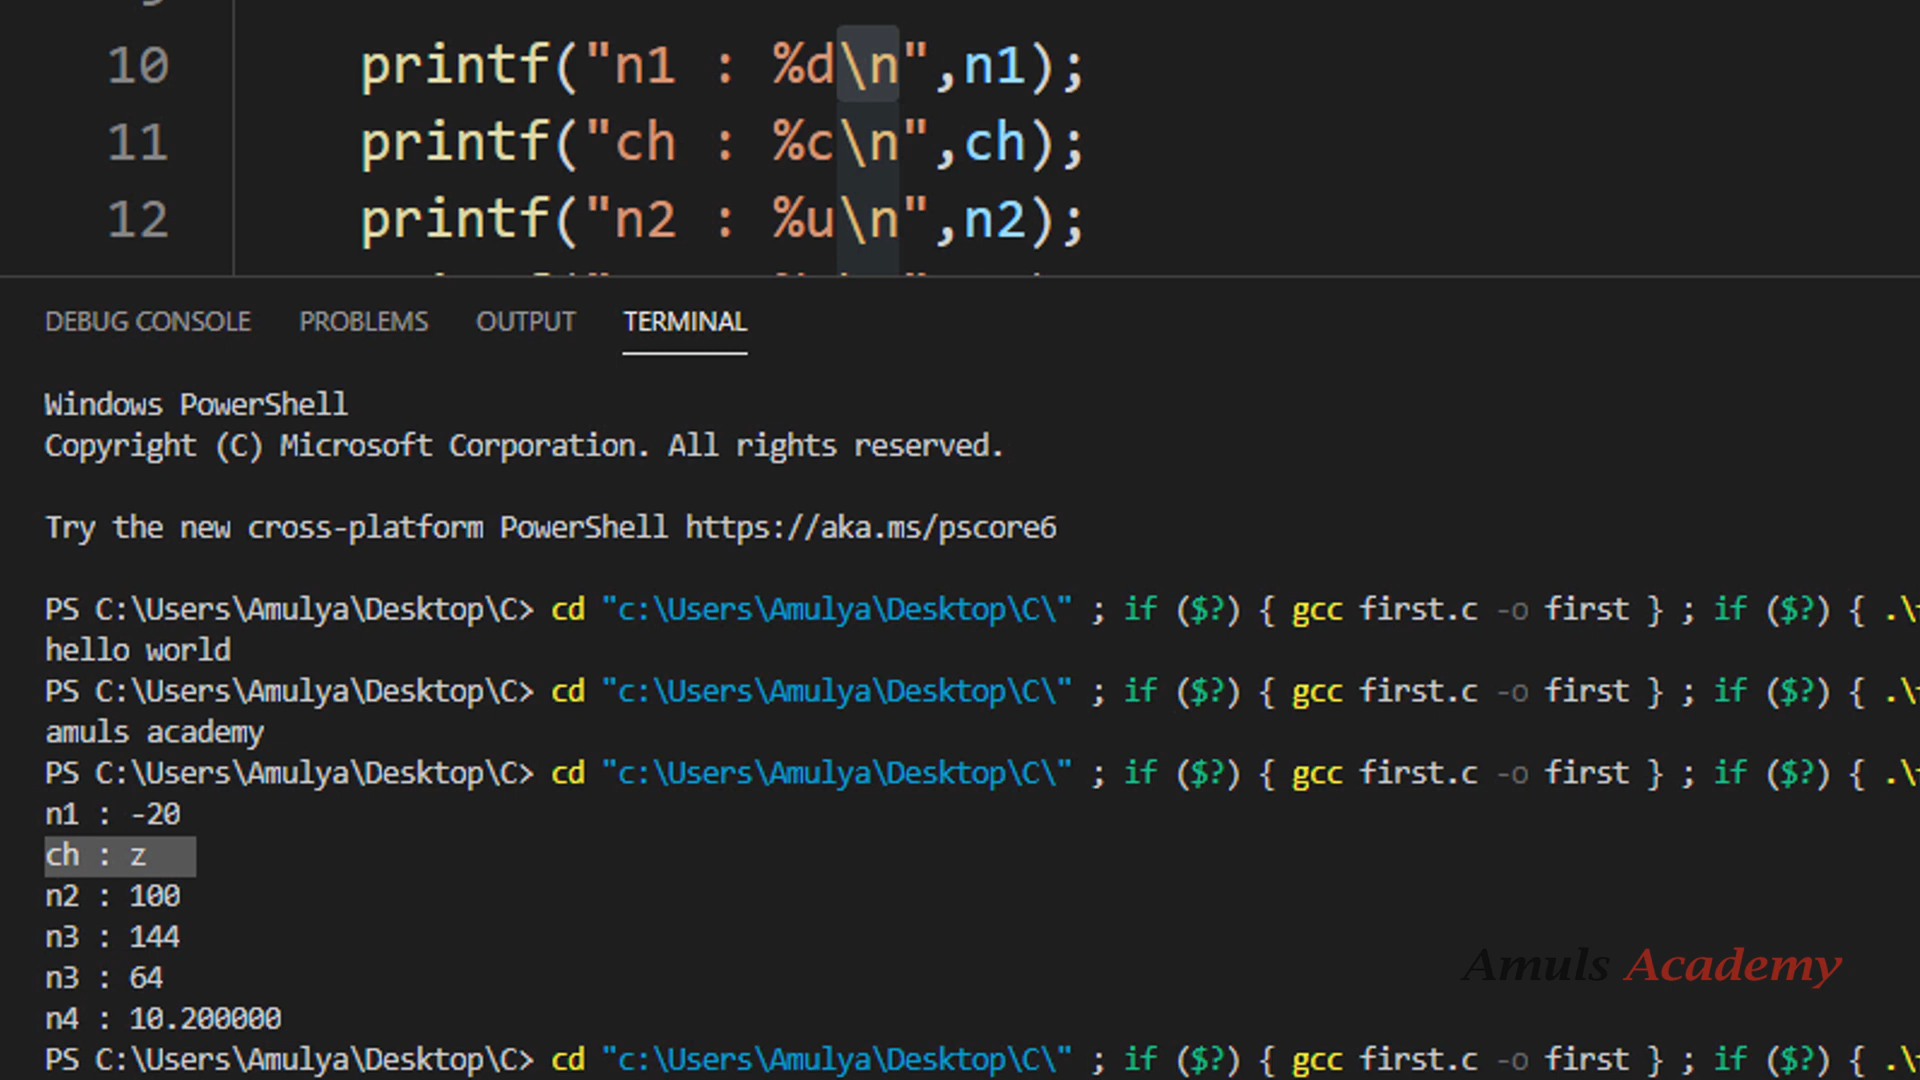 10 printf("n1 : %d\n",n1);
11 printf("ch : %c\n",ch);
12 printf("n2 : %u\n",n2);
DEBUG CONSOLE PROBLEMS OUTPUT TERMINAL
Windows PowerShell
Copyright (C) Microsoft Corporation. All rights reserved.
Try the new cross-platform PowerShell https://aka.ms/pscore6
PS C:\Users\Amulya\Desktop\C> cd "c:\Users\Amulya\Desktop\C\" ; if ($?) { gcc first.c -o first } ; if ($?) { .\
hello world
PS C:\Users\Amulya\Desktop\C> cd "c:\Users\Amulya\Desktop\C\" ; if ($?) { gcc first.c -o first } ; if ($?) { .\
amuls academy
PS C:\Users\Amulya\Desktop\C> cd "c:\Users\Amulya\Desktop\C\" ; if ($?) { gcc first.c -o first } ; if ($?) { .\
n1 : -20
ch : z
n2 : 100
n3 : 144
n3 : 64
n4 : 10.200000
PS C:\Users\Amulya\Desktop\C> cd "c:\Users\Amulya\Desktop\C\" ; if ($?) { gcc first.c -o first } ; if ($?) { .\
Amuls Academy